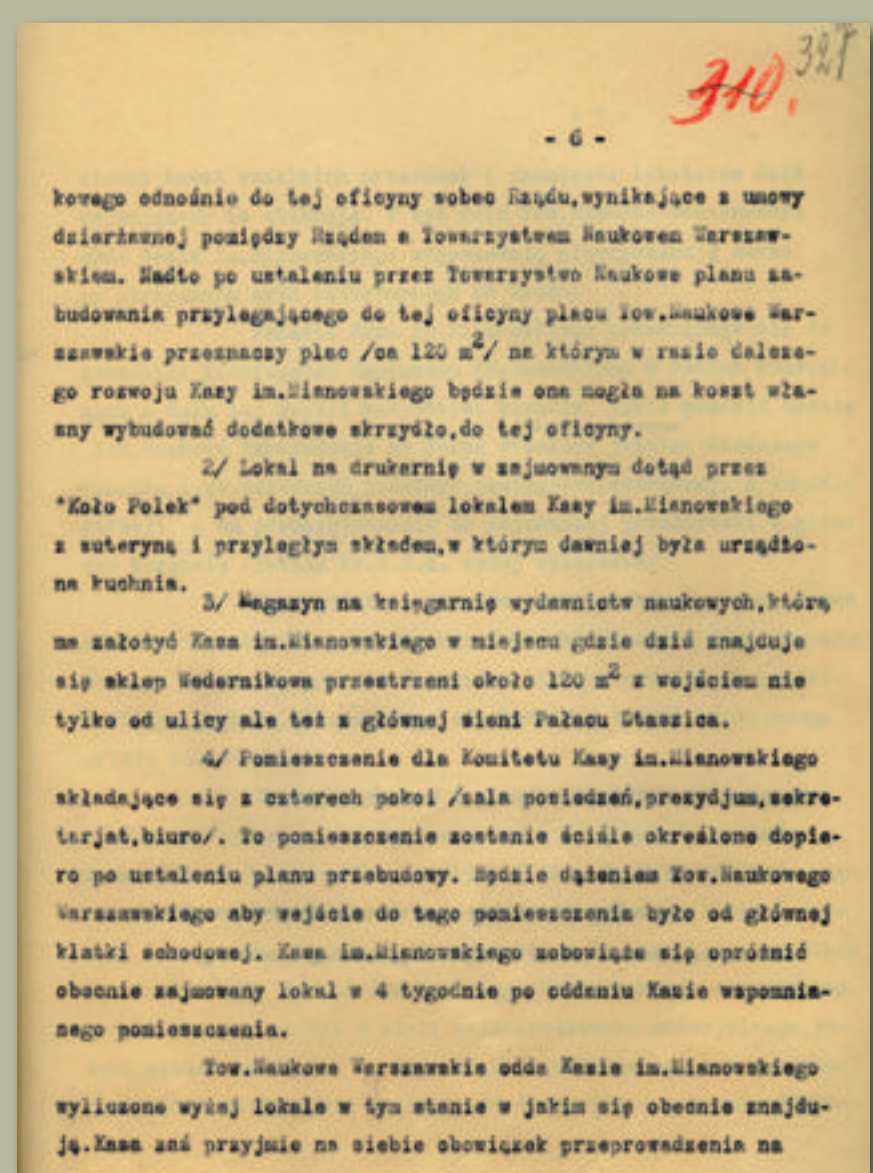 327
310.
- 6 -
kowego odnośnie do tej oficyny wobec Rządu,wynikające z umowy
dzierżawnej pomiędzy Rządem a Towarzystwem Naukowem Warszaw-
skiem. Nadto po ustaleniu przez Towarzystwo Naukowe planu za-
budowania przylegającego do tej oficyny placu Tow.Naukowe War-
szawskie przeznaczy plac /ca 120 m²/ na którym w razie dalsze-
go rozwoju Kasy im.Mianowskiego będzie ona mogła na koszt wła-
sny wybudować dodatkowe skrzydło,do tej oficyny.
2/ Lokal na drukarnię w zajmowanym dotąd przez
"Koło Polek" pod dotychczasowem lokalem Kasy im.Mianowskiego
z suteryną i przyległym składem,w którym dawniej była urządzo-
na kuchnia.
3/ Magazyn na księgarnię wydawnictw naukowych,którą
ma założyć Kasa im.Mianowskiego w miejscu gdzie dziś znajduje
się sklep Wedernikowa przestrzeni około 120 m² z wejściem nie
tylko od ulicy ale też z głównej sieni Pałacu Staszica.
4/ Pomieszczenie dla Komitetu Kasy im.Mianowskiego
składające się z czterech pokoi /sala posiedzeń,prezydjum,sekre-
tarjat,biuro/. To pomieszczenie zostanie ściśle określone dopie-
ro po ustaleniu planu przebudowy. Będzie dążeniem Tow.Naukowego
Warszawskiego aby wejście do tego pomieszczenia było od głównej
klatki schodowej. Kasa im.Mianowskiego zobowiąże się opróżnić
obecnie zajmowany lokal w 4 tygodnie po oddaniu Kasie wspomnia-
nego pomieszczenia.
Tow.Naukowe Warszawskie odda Kasie im.Mianowskiego
wyliczone wyżej lokale w tym stanie w jakim się obecnie znajdu-
ją.Kasa zaś przyjmie na siebie obowiązek przeprowadzenia na